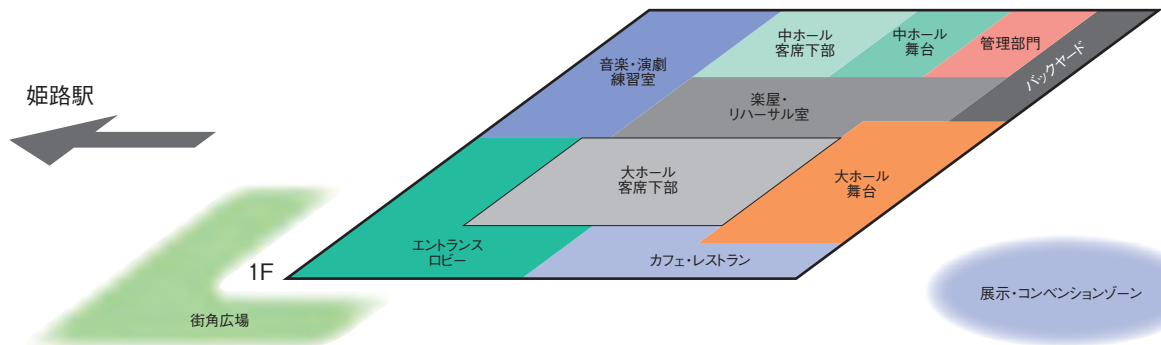 姫路駅
音楽・演劇
練習室
中ホール
客席下部
中ホール
舞台
管理部門
バックヤード
楽屋・
リハーサル室
大ホール
客席下部
大ホール
舞台
エントランス
ロビー
カフェ・レストラン
1F
街角広場
展示・コンベンションゾーン